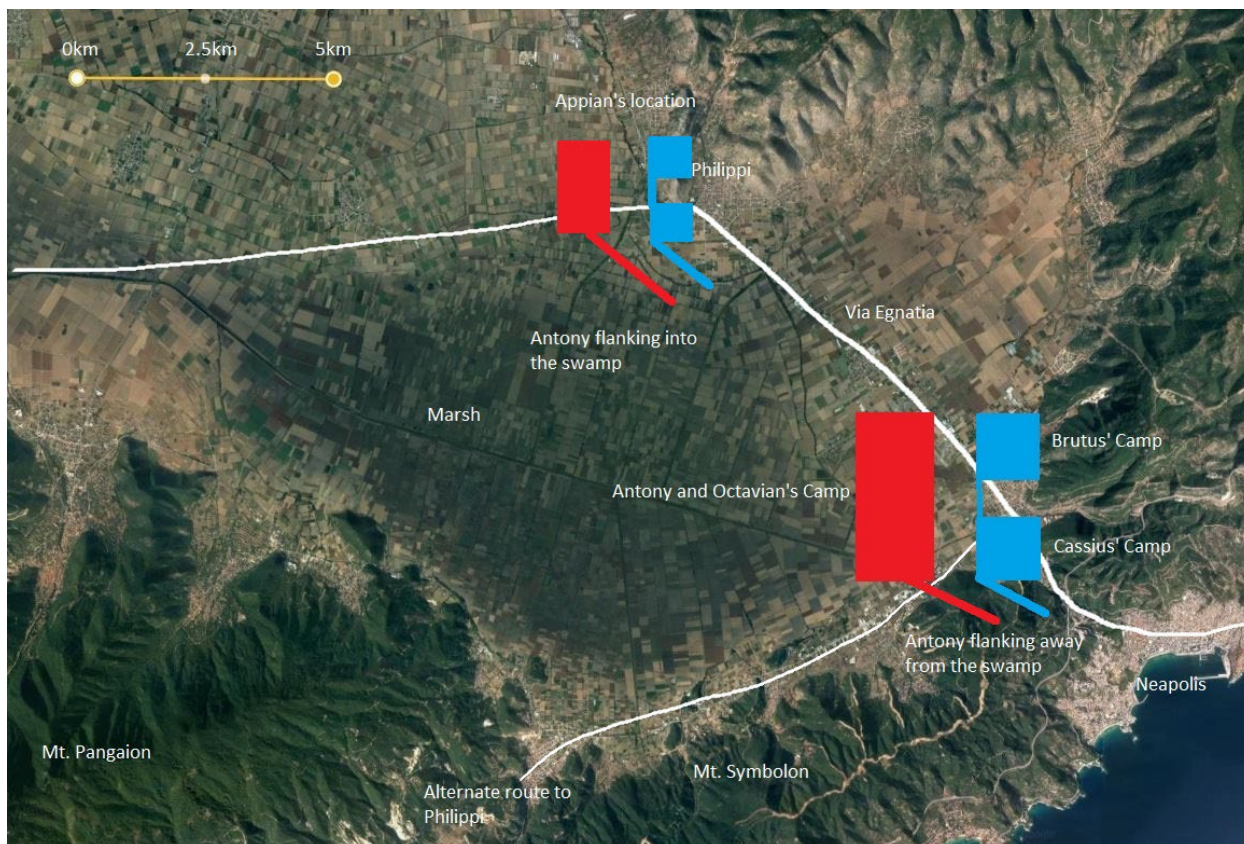 0km 2.5km 5km
Appian's location
Philippi
Via Egnatia
Antony flanking into
the swamp
Marsh
Brutus' Camp
Antony and Octavian's Camp
Cassius' Camp
Antony flanking away
from the swamp
Neapolis
Mt. Pangaion
Mt. Symbolon
Alternate route to
Philippi